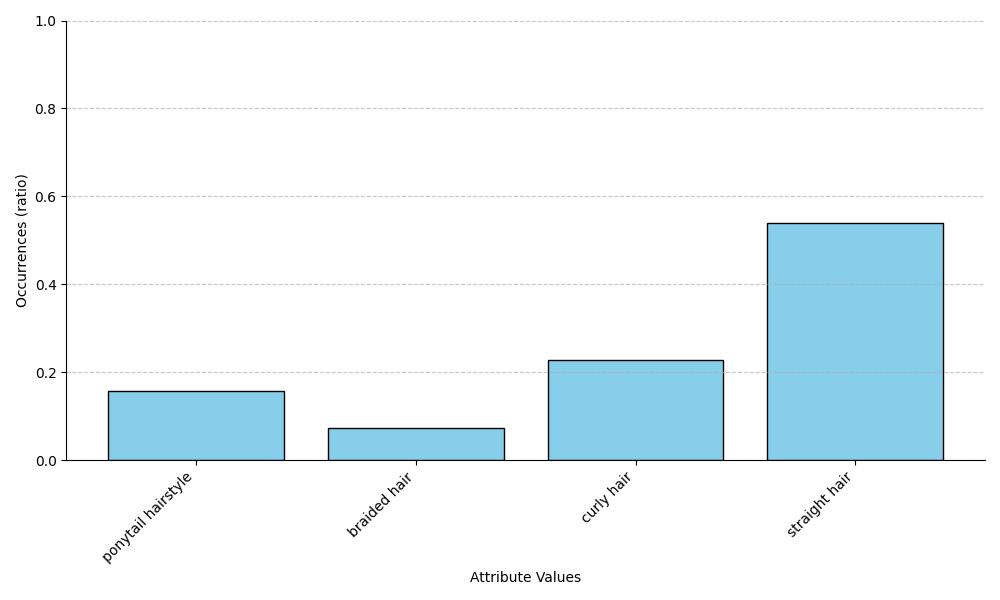 1.0
0.8
0.6
0.4
0.2
0.0
Occurrences (ratio)
ponytail hairstyle
braided hair
curly hair
straight hair
Attribute Values